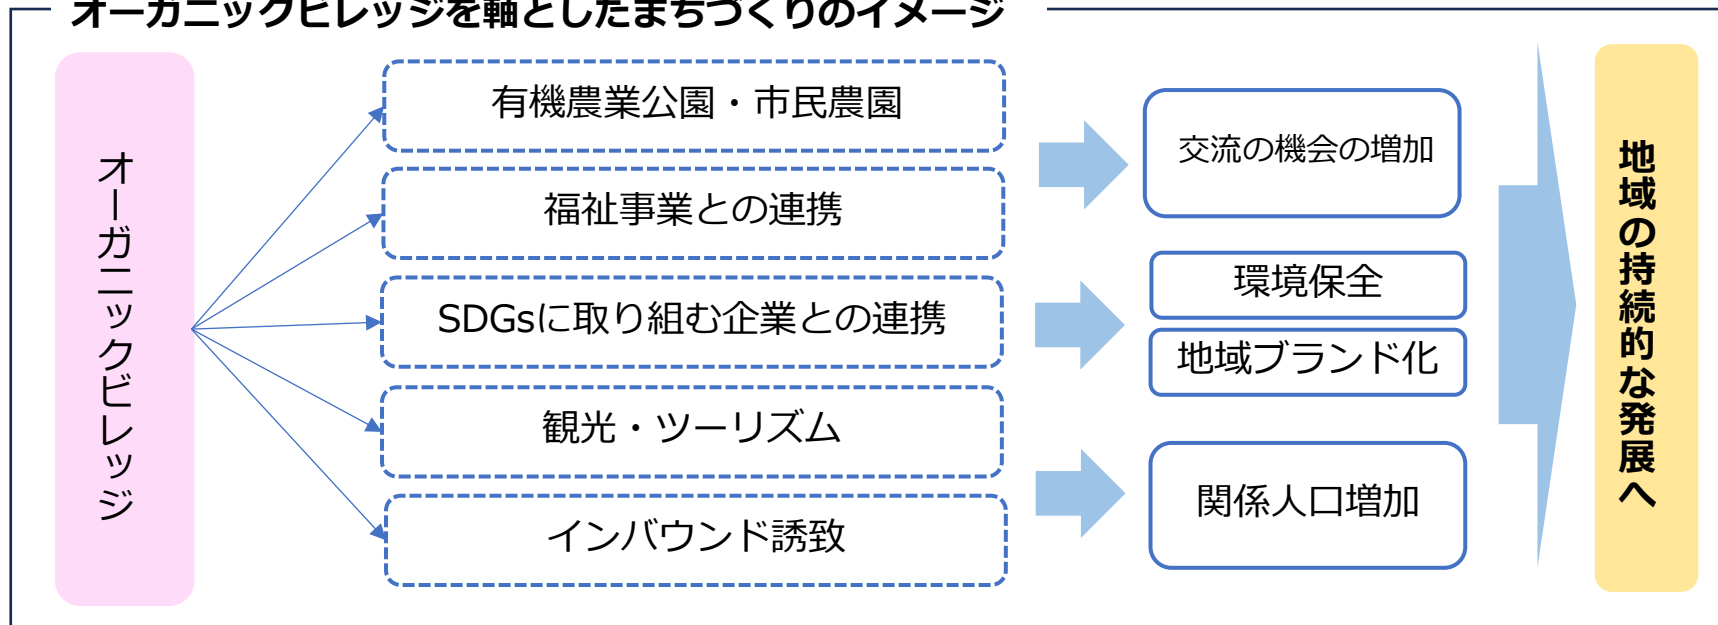 オーガニックビレッジを軸としたまちづくりのイメージ
オーガニックビレッジ
有機農業公園・市民農園
福祉事業との連携
SDGsに取り組む企業との連携
観光・ツーリズム
インバウンド誘致
交流の機会の増加
環境保全
地域ブランド化
関係人口増加
地域の持続的な発展へ